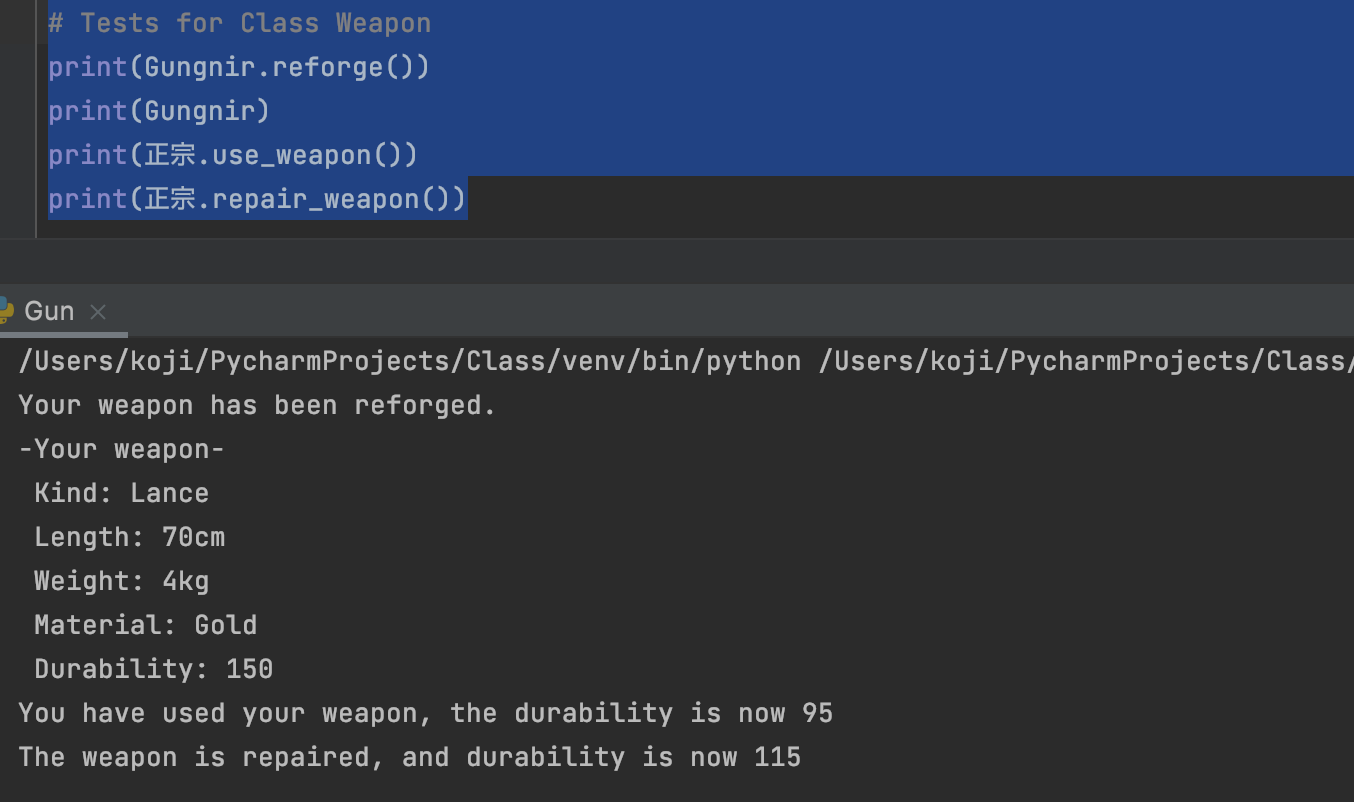 # Tests for Class Weapon
print(Gungnir.reforge())
print(Gungnir)
print(正宗.use_weapon())
print(正宗.repair_weapon())
Gun ×
/Users/koji/PycharmProjects/Class/venv/bin/python /Users/koji/PycharmProjects/Class/
Your weapon has been reforged.
-Your weapon-
 Kind: Lance
 Length: 70cm
 Weight: 4kg
 Material: Gold
 Durability: 150
You have used your weapon, the durability is now 95
The weapon is repaired, and durability is now 115